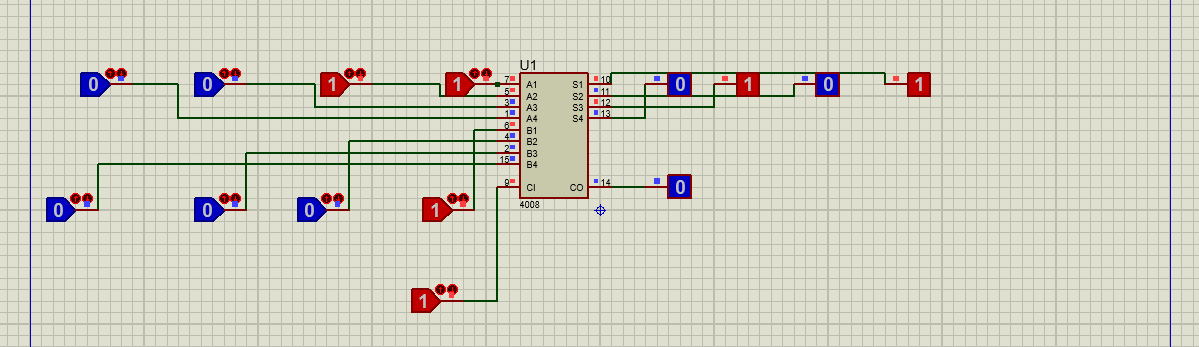 U1
0 0 1 1 7 A1 S1 10 0 1 0 1
5 A2 S2 11
3 A3 S3 12
1 A4 S4 13
6 B1
4 B2
2 B3
15 B4
9 CI CO 14 0
0 0 0 1 4008
1